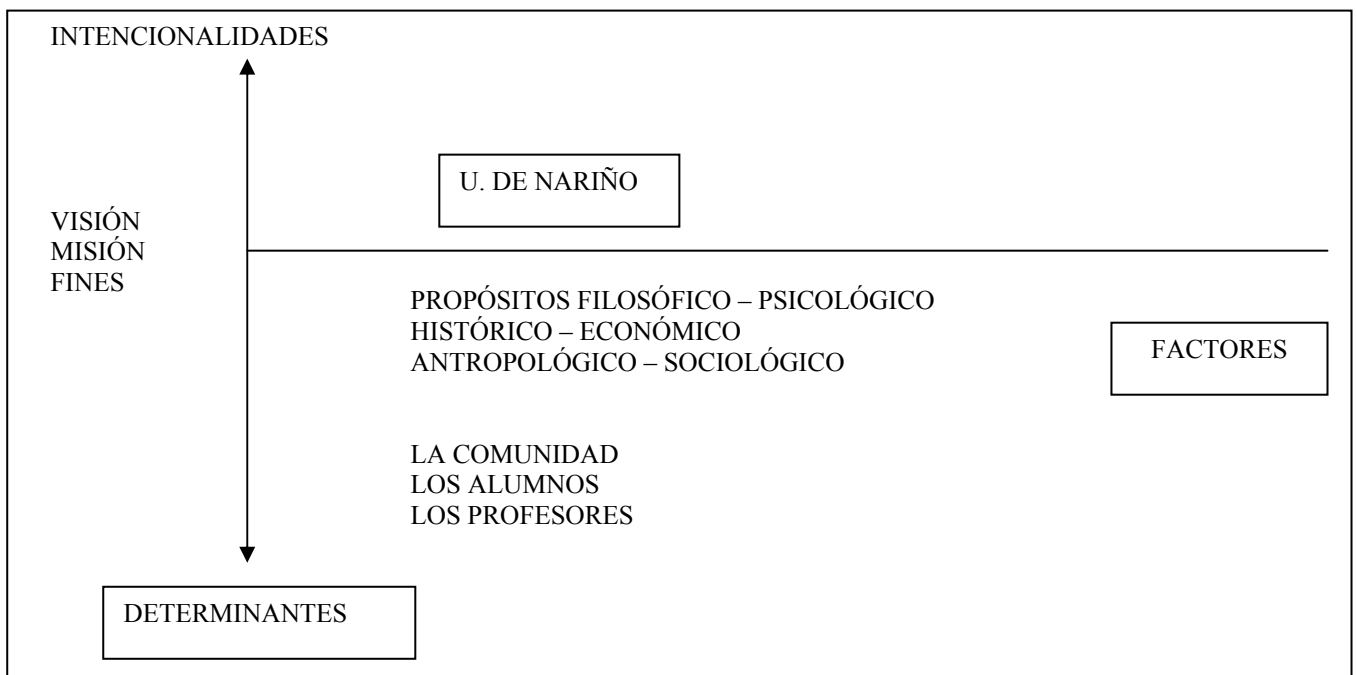 INTENCIONALIDADES
U. DE NARIÑO
VISIÓN
MISIÓN
FINES
PROPÓSITOS FILOSÓFICO – PSICOLÓGICO
HISTÓRICO – ECONÓMICO
ANTROPOLÓGICO – SOCIOLÓGICO
FACTORES
LA COMUNIDAD
LOS ALUMNOS
LOS PROFESORES
DETERMINANTES